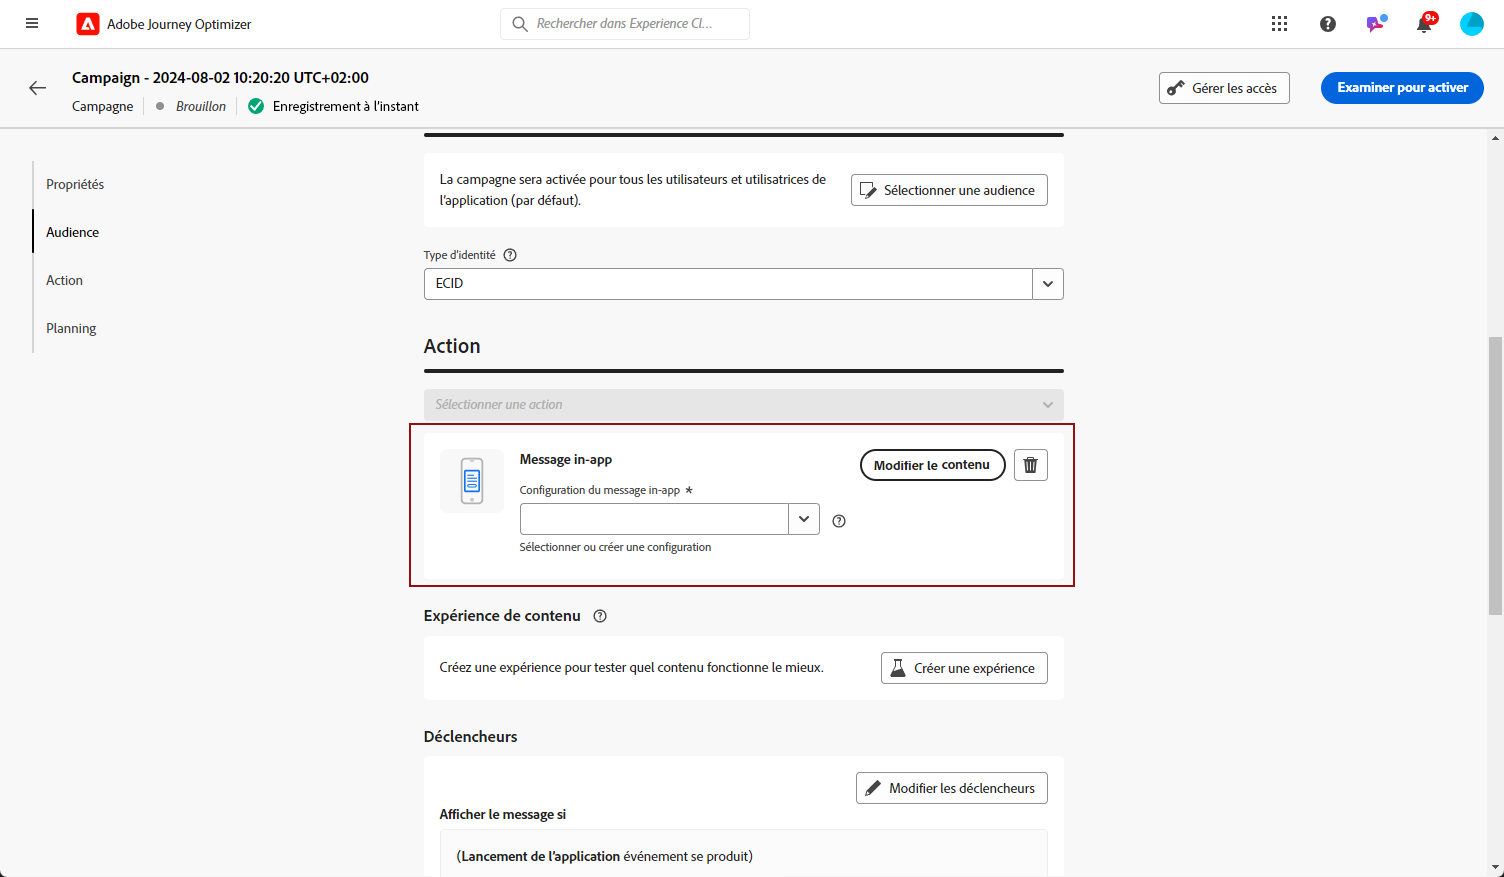 Adobe Journey Optimizer
Rechercher dans Experience Cl...
9+
Campaign - 2024-08-02 10:20:20 UTC+02:00
Campagne
Brouillon
Enregistrement à l'instant
Gérer les accès
Examiner pour activer
Propriétés
Audience
Action
Planning
La campagne sera activée pour tous les utilisateurs et utilisatrices de
l'application (par défaut).
Sélectionner une audience
Type d'identité
ECID
Action
Sélectionner une action
Message in-app
Modifier le contenu
Configuration du message in-app *
Sélectionner ou créer une configuration
Expérience de contenu
Créez une expérience pour tester quel contenu fonctionne le mieux.
Créer une expérience
Déclencheurs
Modifier les déclencheurs
Afficher le message si
(Lancement de l'application événement se produit)